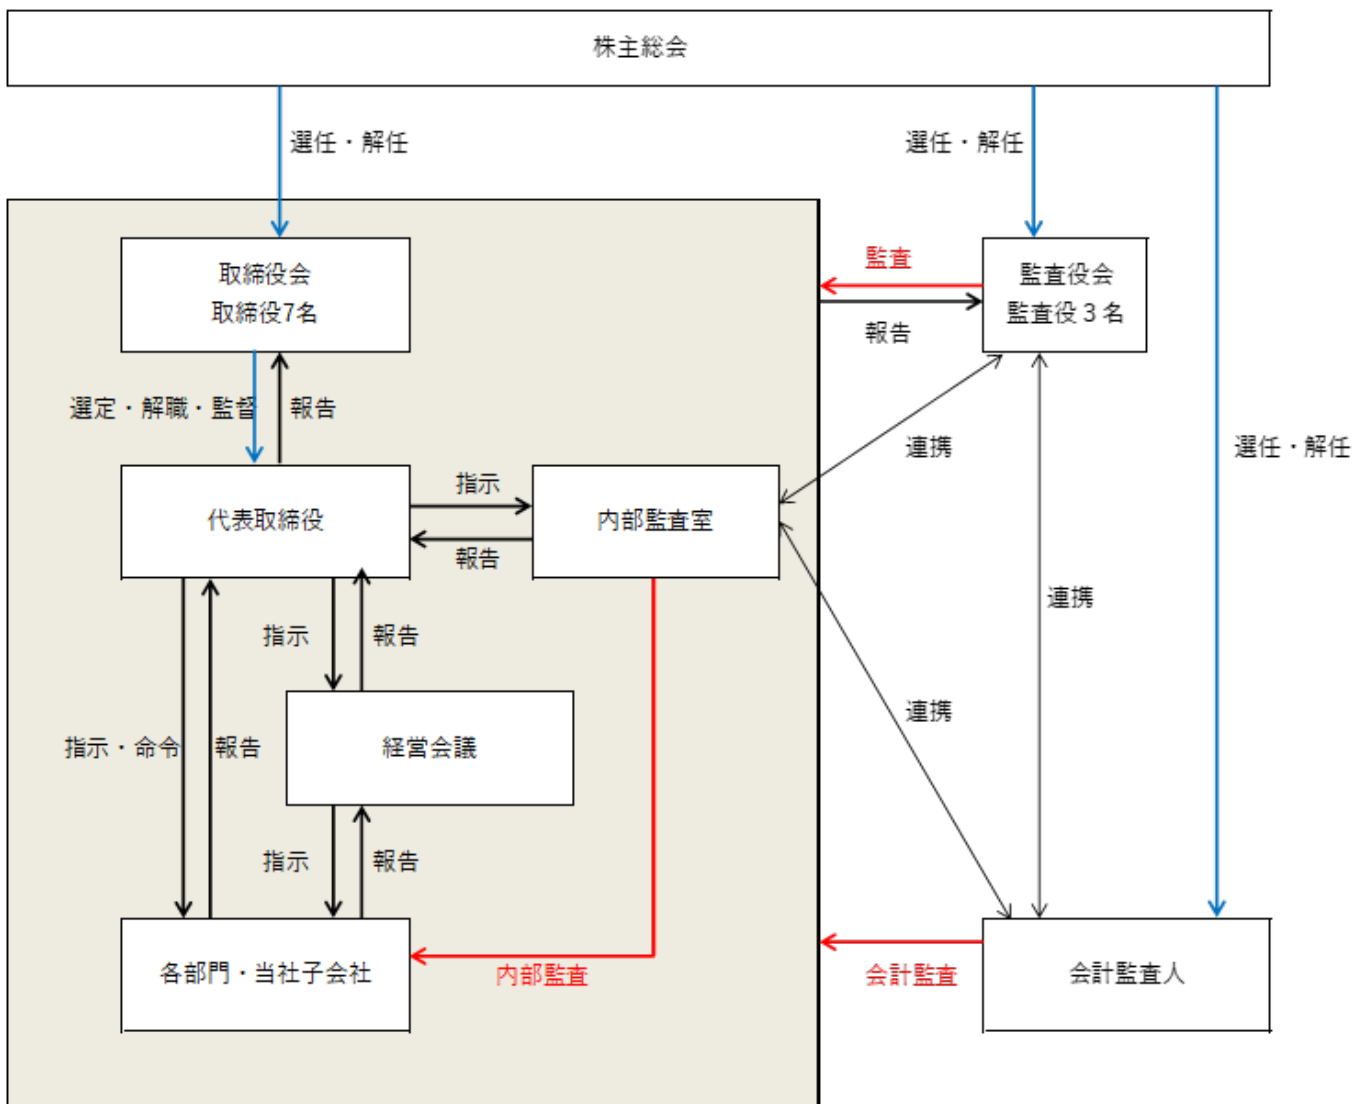 株主総会
選任・解任
選任・解任
取締役会
取締役7名
監査
監査役会
監査役３名
報告
選定・解職・監督
報告
連携
選任・解任
代表取締役
指示
内部監査室
報告
連携
指示
報告
連携
指示・命令
報告
経営会議
指示
報告
各部門・当社子会社
内部監査
会計監査
会計監査人